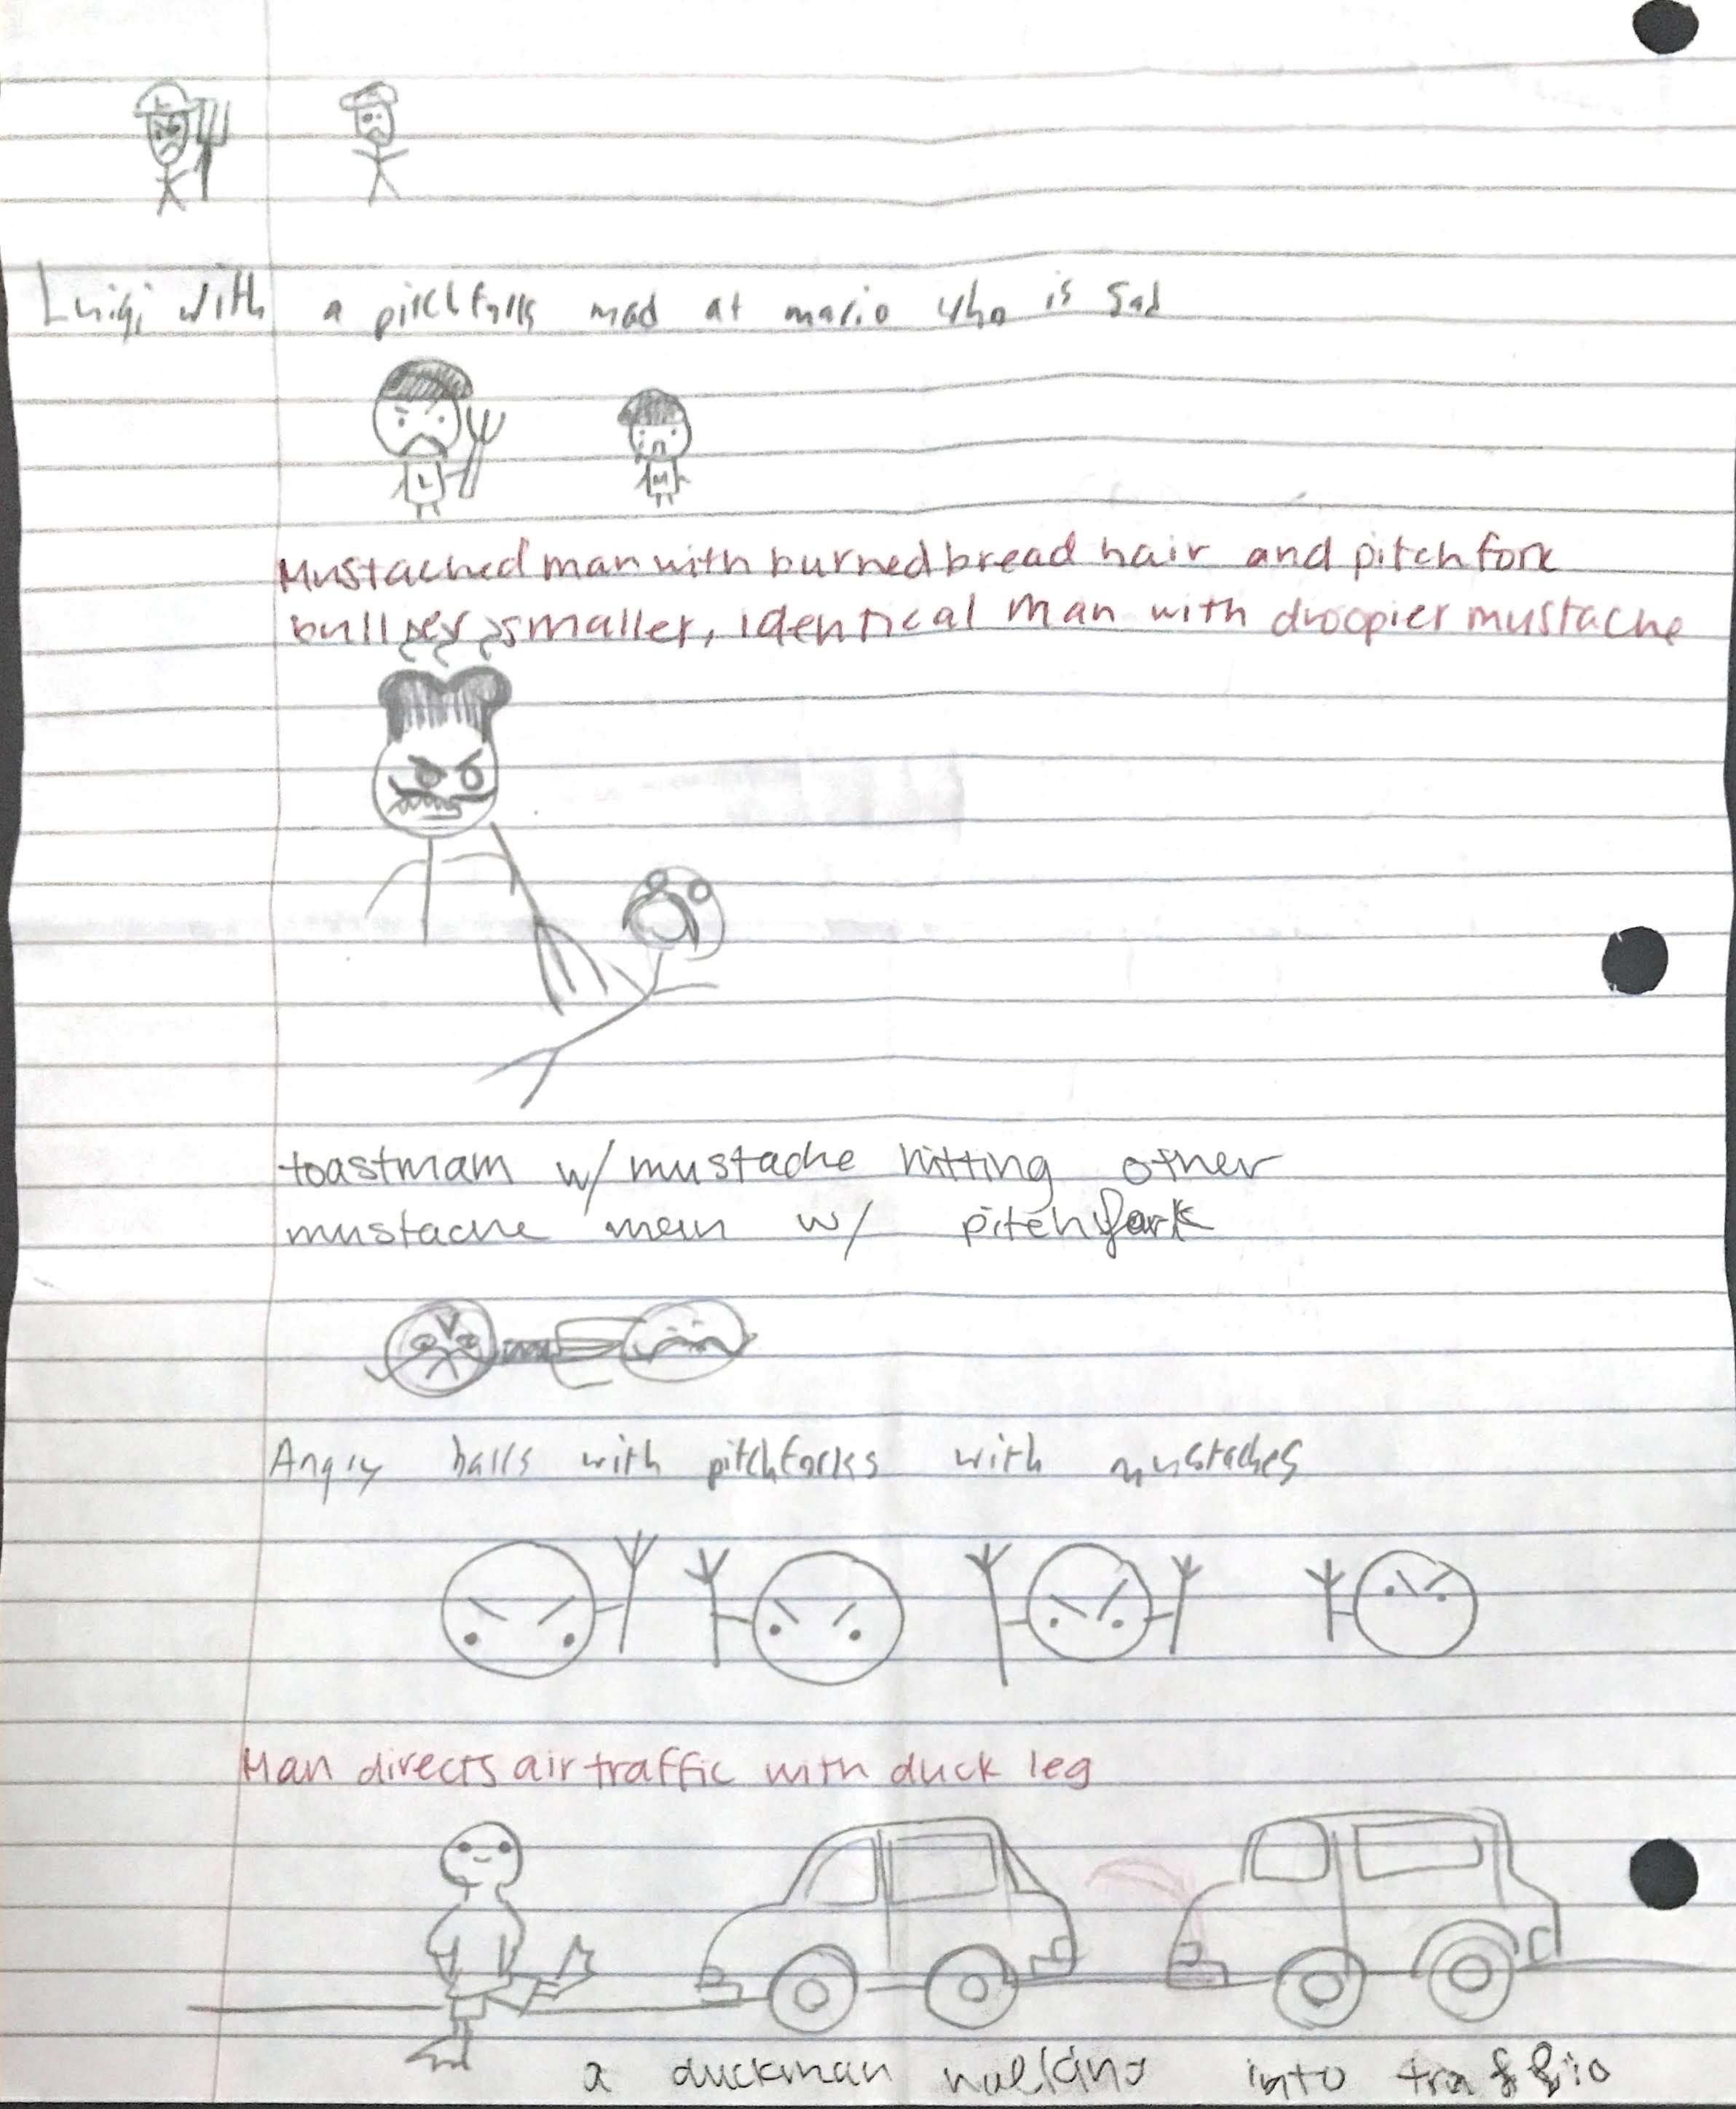 L
Luigi with a pitchfork mad at mario who is sad
L M
Mustached man with burned bread hair and pitchfork
bullies smaller, identical man with droopier mustache
toastmam w/ mustache hitting other
mustache man w/ pitchfork
Angry balls with pitchforks with mustaches
Man directs air traffic with duck leg
a duckman walking into traffic